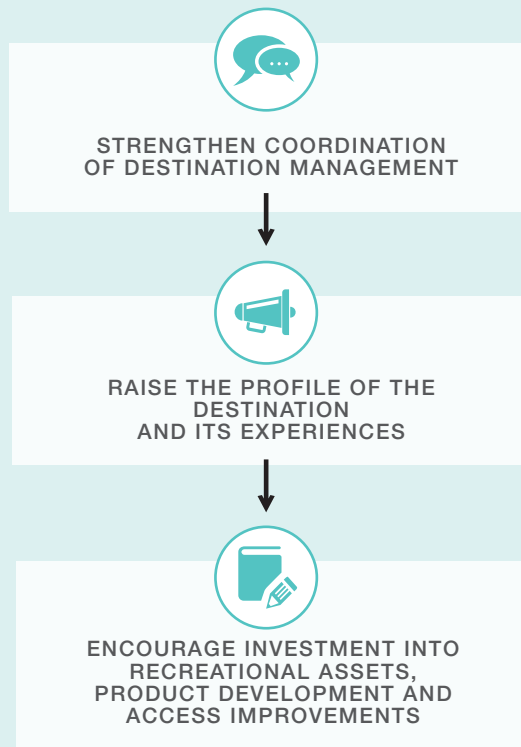 STRENGTHEN COORDINATION
OF DESTINATION MANAGEMENT
RAISE THE PROFILE OF THE
DESTINATION
AND ITS EXPERIENCES
ENCOURAGE INVESTMENT INTO
RECREATIONAL ASSETS,
PRODUCT DEVELOPMENT AND
ACCESS IMPROVEMENTS